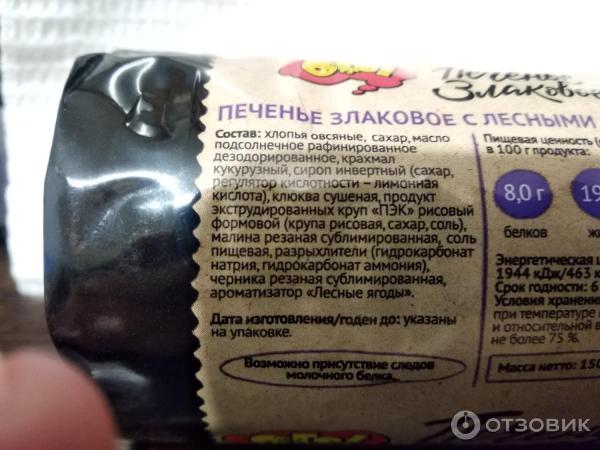 Печенье
Злаковое
ПЕЧЕНЬЕ ЗЛАКОВОЕ С ЛЕСНЫМИ
Состав: хлопья овсяные, сахар, масло
подсолнечное рафинированное
дезодорированное, крахмал
кукурузный, сироп инвертный (сахар,
регулятор кислотности – лимонная
кислота), клюква сушеная, продукт
экструдированных круп «ПЭК» рисовый
формовой (крупа рисовая, сахар, соль),
малина резаная сублимированная, соль
пищевая, разрыхлители (гидрокарбонат
натрия, гидрокарбонат аммония),
черника резаная сублимированная,
ароматизатор «Лесные ягоды».
Дата изготовления/годен до: указаны
на упаковке.
Возможно присутствие следов
молочного белка.
Пищевая ценность (
в 100 г продукта:
8,0 г
19
белков
Энергетическая ц
1944 кДж/463 к
Срок годности: 6
Условия хранени
при температуре
и относительной в
не более 75 %.
Масса нетто: 150
ОТЗОВИК